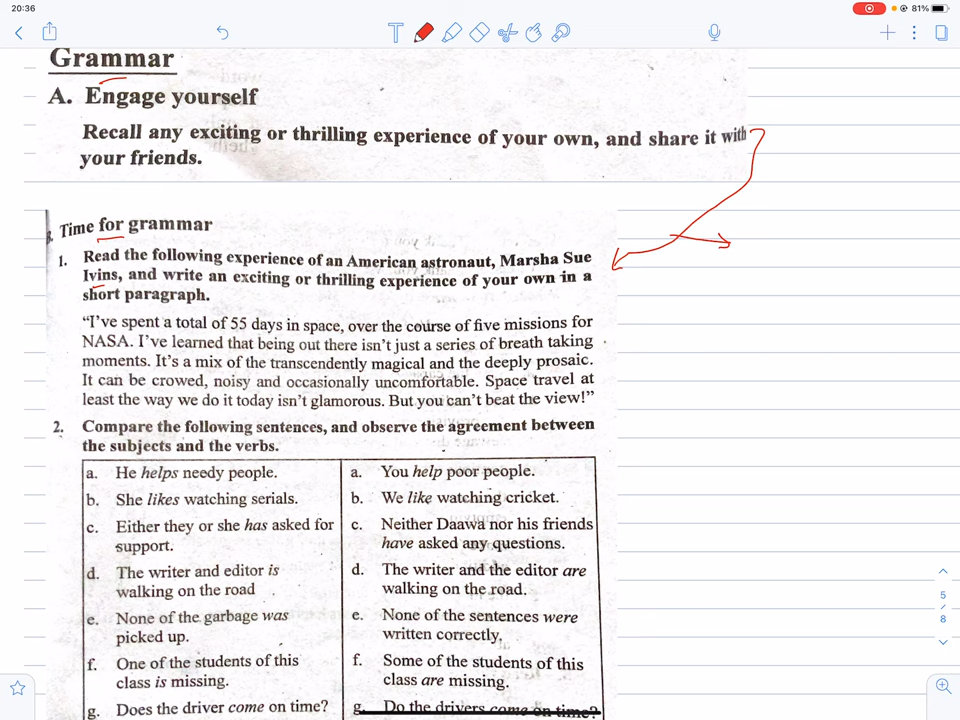 20:36
81%
Grammar
A. Engage yourself
Recall any exciting or thrilling experience of your own, and share it with
your friends.
B. Time for grammar
1. Read the following experience of an American astronaut, Marsha Sue
Ivins, and write an exciting or thrilling experience of your own in a
short paragraph.
“I’ve spent a total of 55 days in space, over the course of five missions for
NASA. I’ve learned that being out there isn’t just a series of breath taking
moments. It’s a mix of the transcendently magical and the deeply prosaic.
It can be crowed, noisy and occasionally uncomfortable. Space travel at
least the way we do it today isn’t glamorous. But you can’t beat the view!”
2. Compare the following sentences, and observe the agreement between
the subjects and the verbs.
a. He helps needy people.
b. She likes watching serials.
c. Either they or she has asked for
support.
d. The writer and editor is
walking on the road
e. None of the garbage was
picked up.
f. One of the students of this
class is missing.
g. Does the driver come on time?
a. You help poor people.
b. We like watching cricket.
c. Neither Daawa nor his friends
have asked any questions.
d. The writer and the editor are
walking on the road.
e. None of the sentences were
written correctly.
f. Some of the students of this
class are missing.
g. Do the drivers come on time?
5
/
8